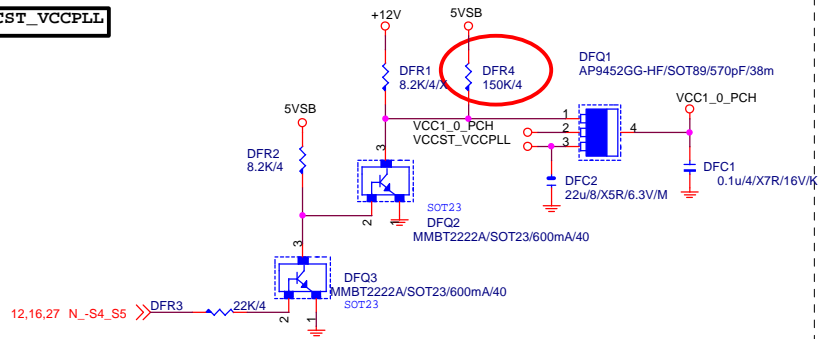 CST_VCCPLL
+12V
5VSB
DFR1
8.2K/4/X
DFR4
150K/4
DFQ1
AP9452GG-HF/SOT89/570pF/38m
VCC1_0_PCH
1
VCC1_0_PCH
2
4
VCCST_VCCPLL
3
5VSB
DFR2
8.2K/4
3
DFC2
22u/8/X5R/6.3V/M
DFC1
0.1u/4/X7R/16V/K
SOT23
2
1
DFQ2
MMBT2222A/SOT23/600mA/40
3
DFQ3
MMBT2222A/SOT23/600mA/40
SOT23
12,16,27 N_-S4_S5
DFR3
22K/4
2
1